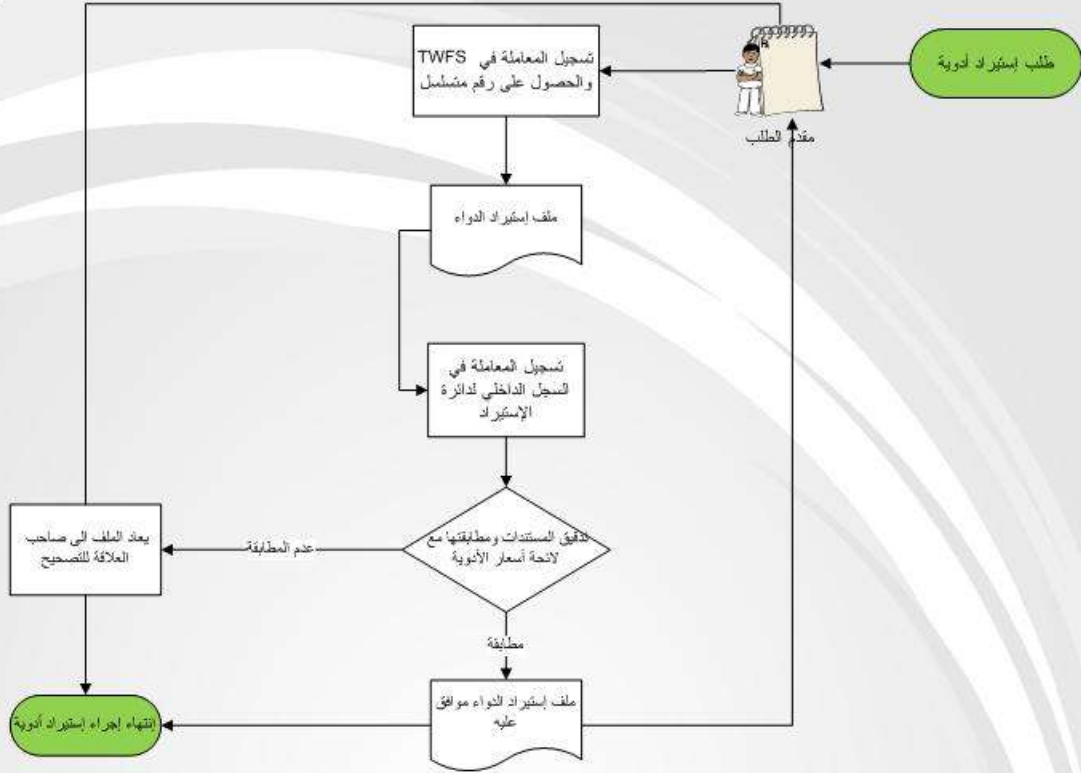 طلب إستيراد أدوية
مقدم الطلب
تسجيل المعاملة في TWFS
والحصول على رقم متسلسل
ملف إستيراد الدواء
تسجيل المعاملة في
السجل الداخلي لدائرة
الإستيراد
تدقيق المستندات ومطابقتها مع
لائحة أسعار الأدوية
عدم المطابقة
يعاد الملف الى صاحب
العلاقة للتصحيح
مطابقة
ملف إستيراد الدواء موافق
عليه
إنتهاء إجراء إستيراد أدوية